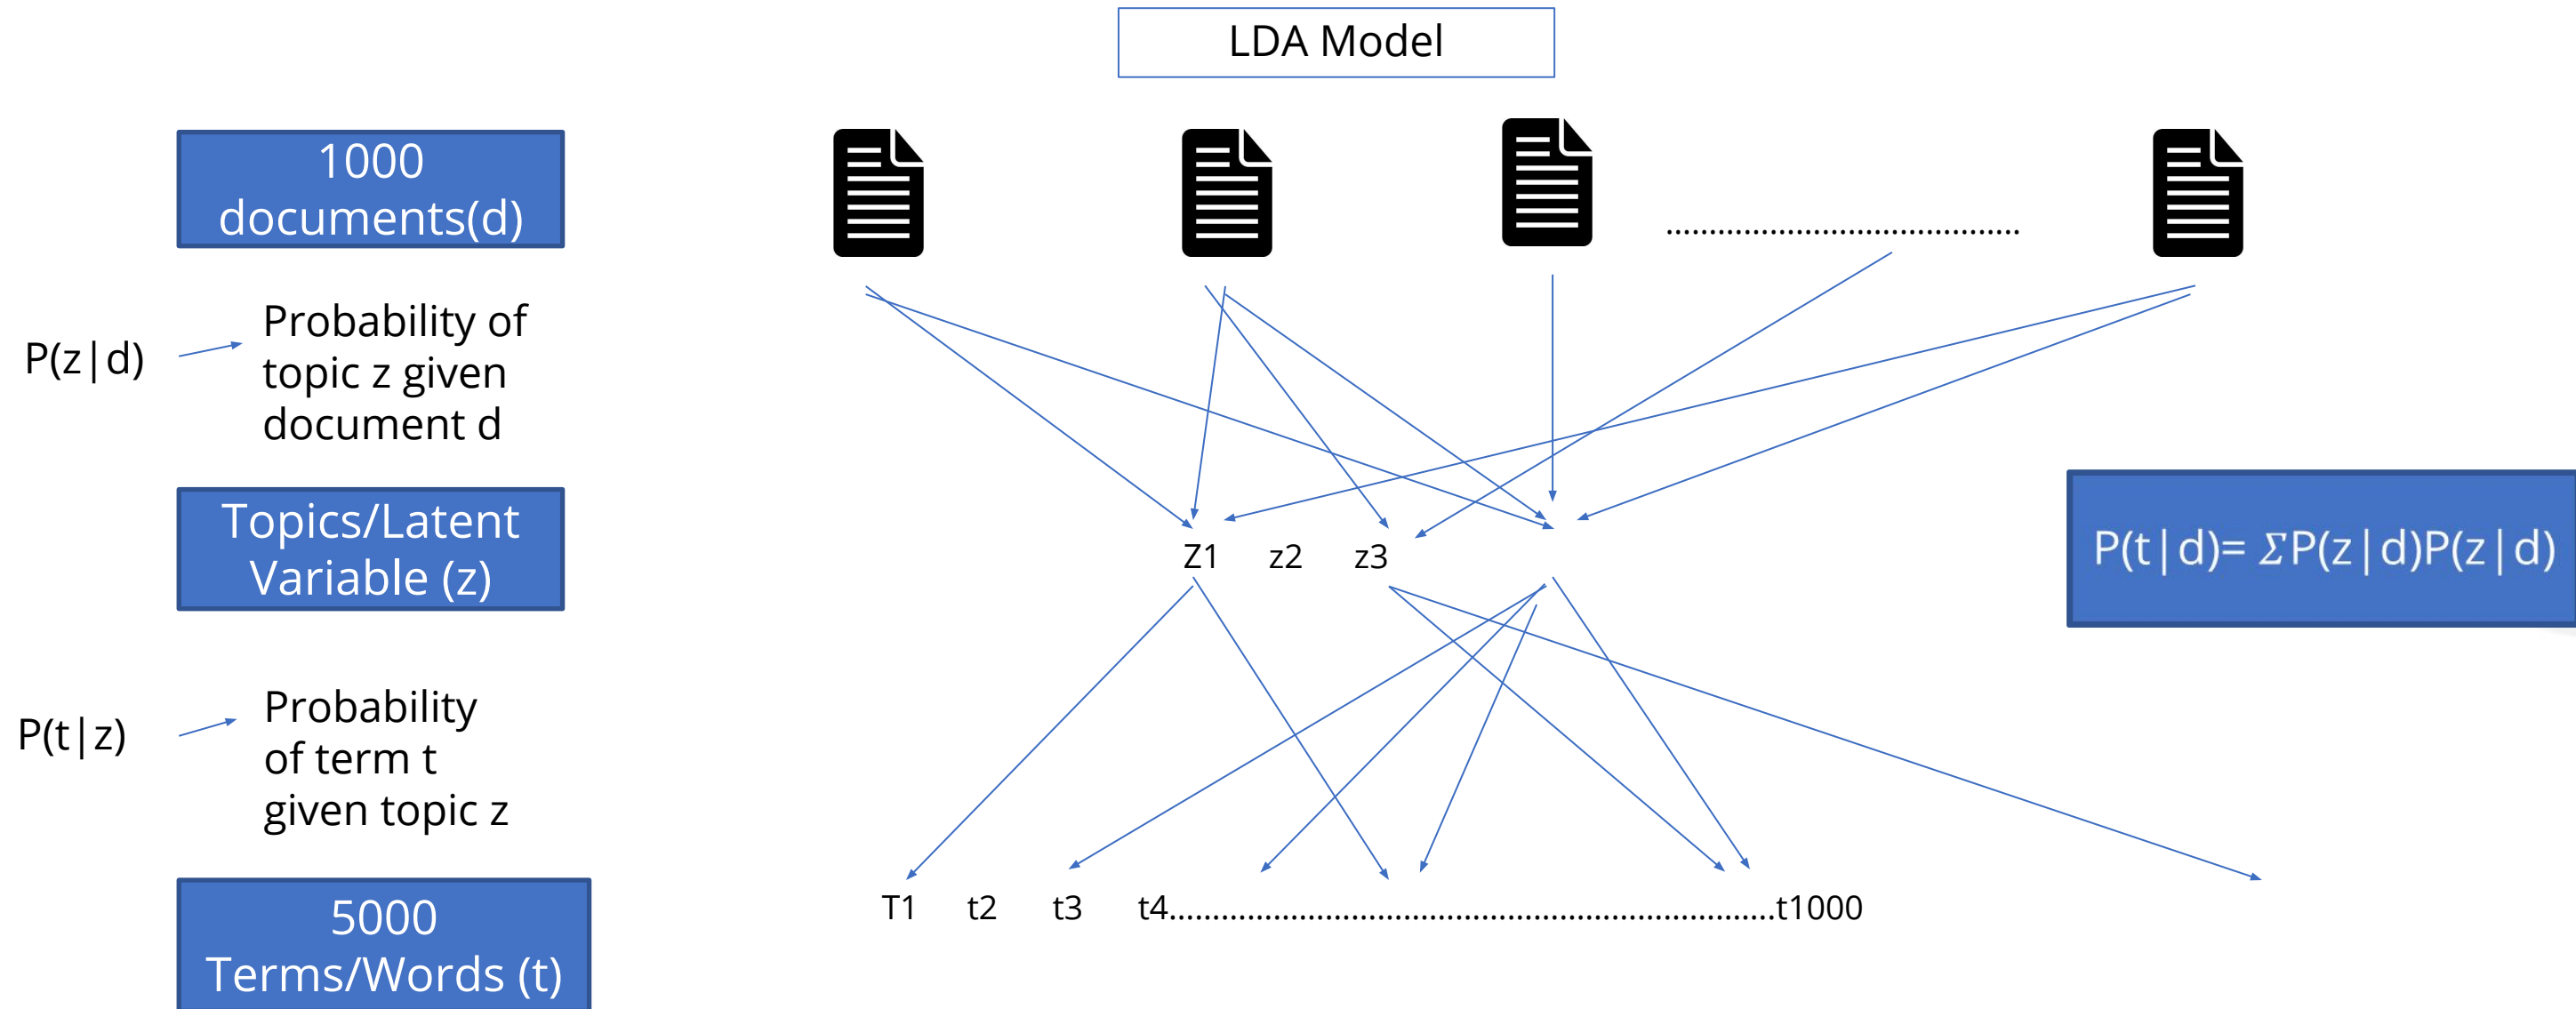 LDA Model
1000
documents(d)
P(z|d)
Probability of
topic z given
document d
Topics/Latent
Variable (z)
Z1 z2 z3
P(t|d)= ΣP(z|d)P(z|d)
P(t|z)
Probability
of term t
given topic z
5000
Terms/Words (t)
T1 t2 t3 t4.......................................................................t1000